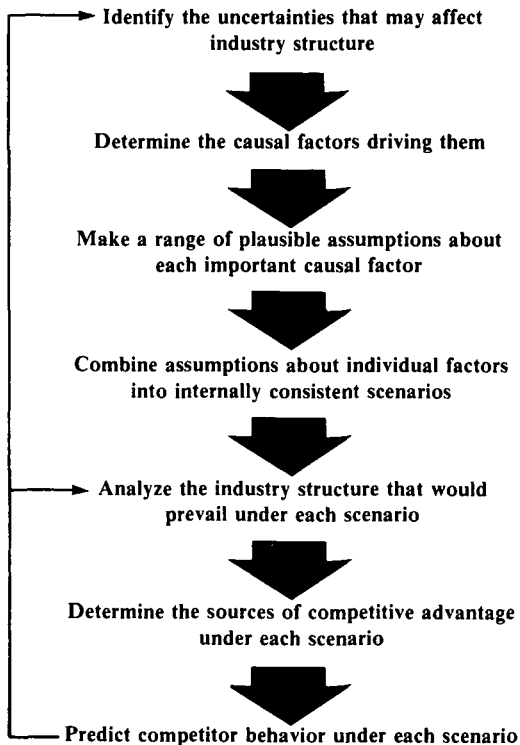 Identify the uncertainties that may affect
industry structure
Determine the causal factors driving them
Make a range of plausible assumptions about
each important causal factor
Combine assumptions about individual factors
into internally consistent scenarios
Analyze the industry structure that would
prevail under each scenario
Determine the sources of competitive advantage
under each scenario
Predict competitor behavior under each scenario